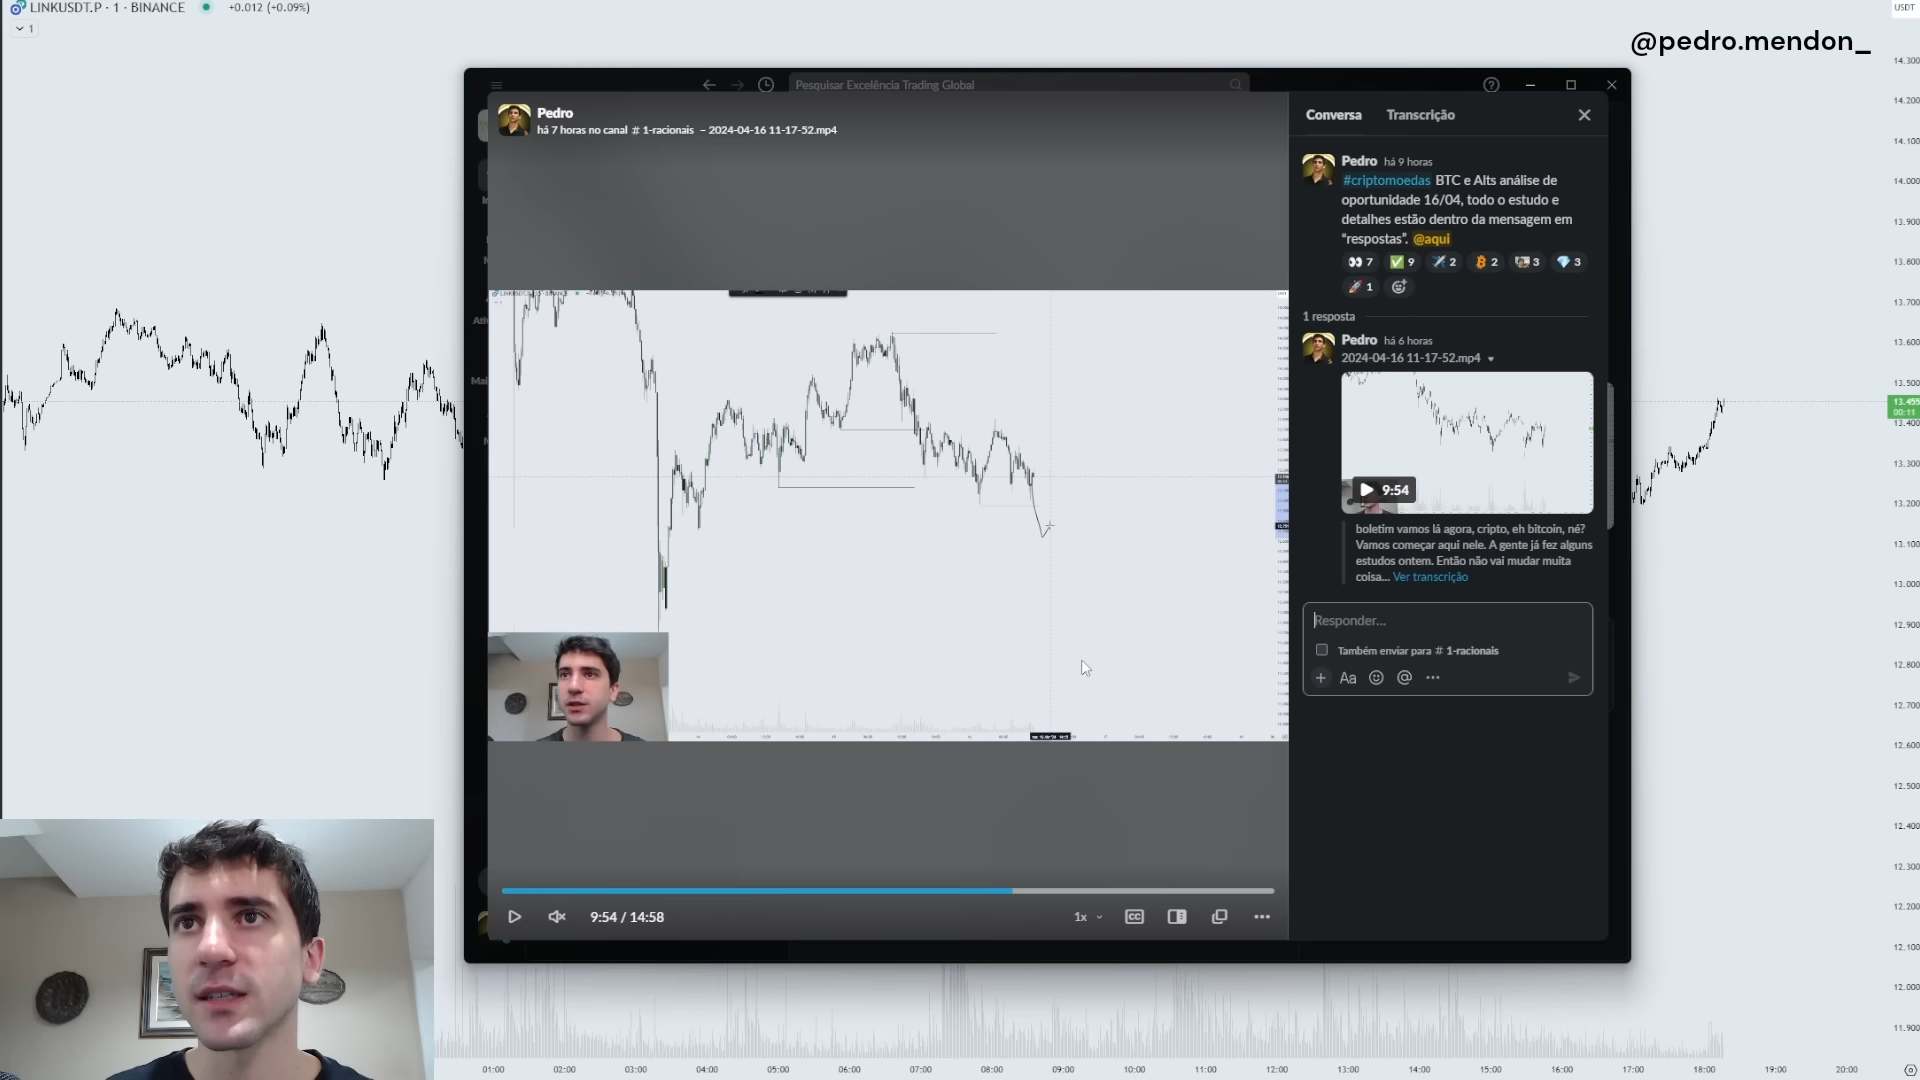 LINKUSDT.P · 1 · BINANCE
+0.012 (+0.09%)
1
USDT
@pedro.mendon_
Pesquisar Excelência Trading Global
Pedro
há 7 horas no canal # 1-racionais – 2024-04-16 11-17-52.mp4
Conversa
Transcrição
Pedro há 9 horas
#criptomoedas BTC e Alts análise de
oportunidade 16/04, todo o estudo e
detalhes estão dentro da mensagem em
“respostas”. @aqui
7
9
2
2
3
3
1
1 resposta
Pedro há 6 horas
2024-04-16 11-17-52.mp4
9:54
boletim vamos lá agora, cripto, eh bitcoin, né?
Vamos começar aqui nele. A gente já fez alguns
estudos ontem. Então não vai mudar muita
coisa... Ver transcrição
Responder...
Também enviar para # 1-racionais
Aa
9:54 / 14:58
1x
CC
14.300
14.200
14.100
14.000
13.900
13.800
13.700
13.600
13.500
13.455
00:11
13.400
13.300
13.200
13.100
13.000
12.900
12.800
12.700
12.600
12.500
12.400
12.300
12.200
12.100
12.000
11.900
01:00
02:00
03:00
04:00
05:00
06:00
07:00
08:00
09:00
10:00
11:00
12:00
13:00
14:00
15:00
16:00
17:00
18:00
19:00
20:00